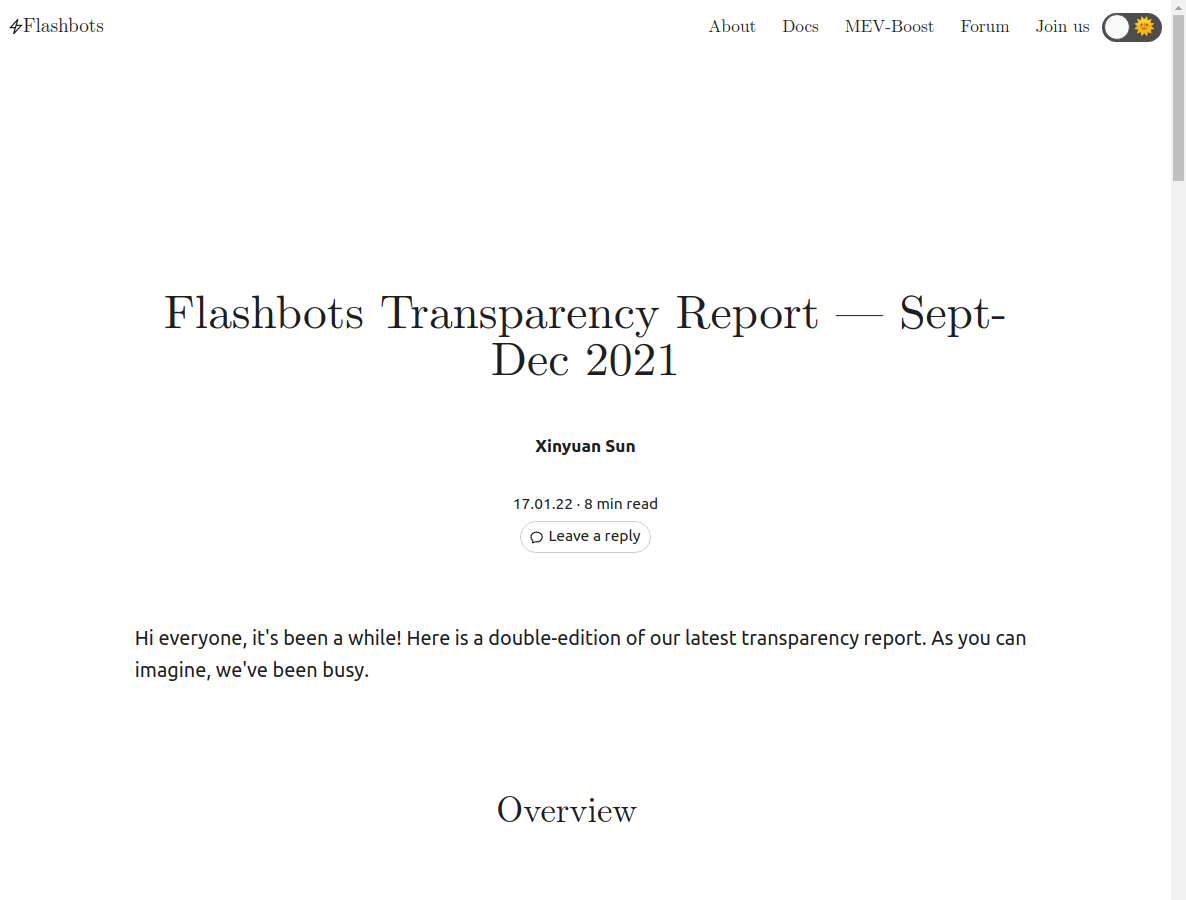 Flashbots
About Docs MEV-Boost Forum Join us
Flashbots Transparency Report — Sept-
Dec 2021
Xinyuan Sun
17.01.22 · 8 min read
Leave a reply
Hi everyone, it's been a while! Here is a double-edition of our latest transparency report. As you can
imagine, we've been busy.
Overview